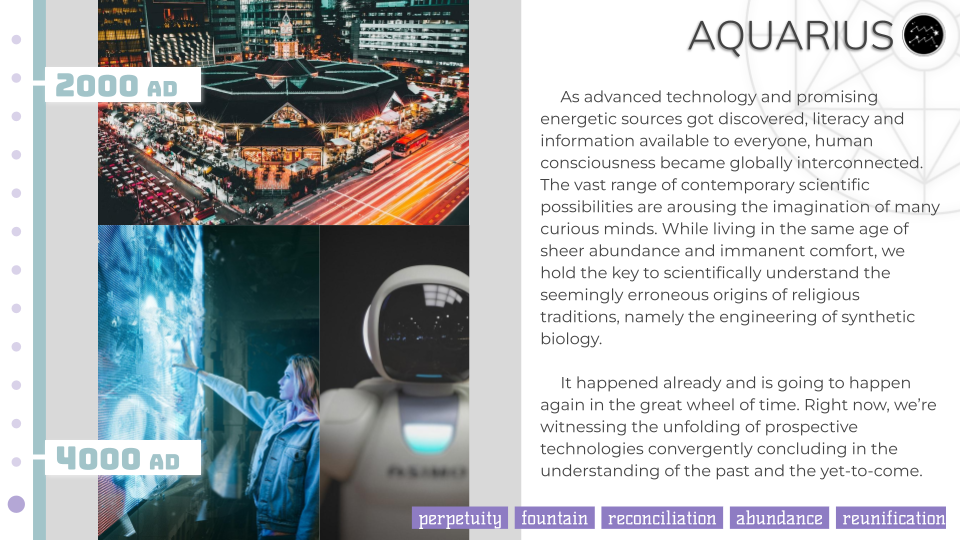 AQUARIUS
2000 AD
As advanced technology and promising
energetic sources got discovered, literacy and
information available to everyone, human
consciousness became globally interconnected.
The vast range of contemporary scientific
possibilities are arousing the imagination of many
curious minds. While living in the same age of
sheer abundance and immanent comfort, we
hold the key to scientifically understand the
seemingly erroneous origins of religious
traditions, namely the engineering of synthetic
biology.
It happened already and is going to happen
again in the great wheel of time. Right now, we’re
witnessing the unfolding of prospective
technologies convergently concluding in the
understanding of the past and the yet-to-come.
4000 AD
ASIMO
perpetuity fountain reconciliation abundance reunification